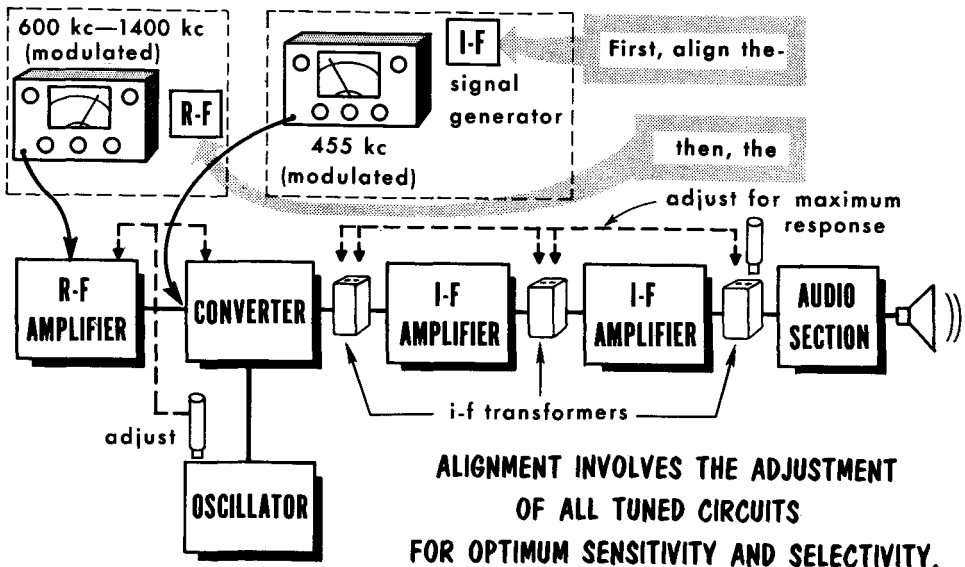 600 kc—1400 kc
(modulated)
R-F
I-F
signal
generator
455 kc
(modulated)
First, align the-
then, the
adjust for maximum
response
R-F
AMPLIFIER
CONVERTER
I-F
AMPLIFIER
I-F
AMPLIFIER
AUDIO
SECTION
i-f transformers
adjust
OSCILLATOR
ALIGNMENT INVOLVES THE ADJUSTMENT
OF ALL TUNED CIRCUITS
FOR OPTIMUM SENSITIVITY AND SELECTIVITY.